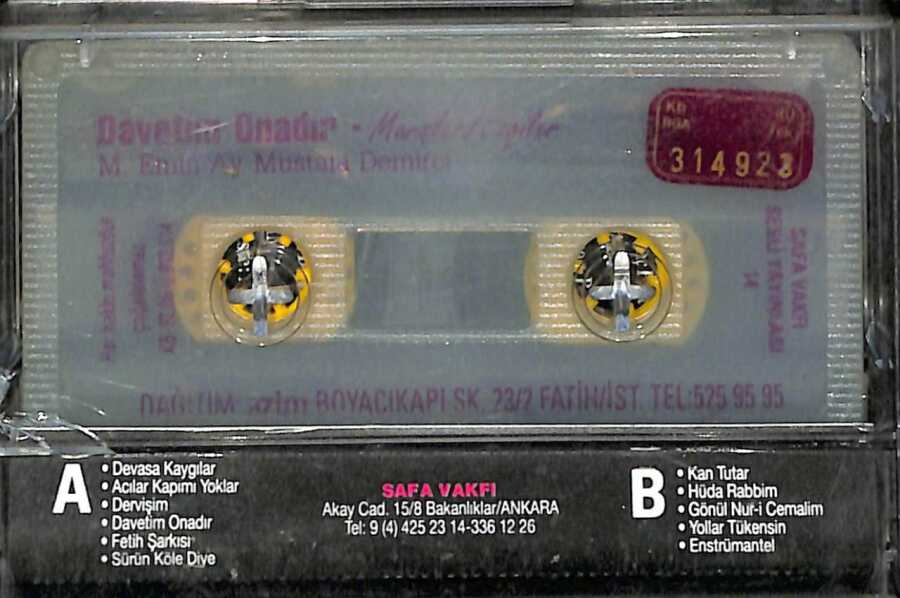 Davetim Onadır -
M. Emin Ay Mustafa Demirci
314923
SAFA VAKFI
SESLİ YAYINLARI
14
DAĞITIM: azim BOYACIKAPI SK. 23/2 FATİH/İST. TEL:525 95 95
A
• Devasa Kaygılar
• Acılar Kapımı Yoklar
• Dervişim
• Davetim Onadır
• Fetih Şarkısı
• Sürün Köle Diye
SAFA VAKFI
Akay Cad. 15/8 Bakanlıklar/ANKARA
Tel: 9 (4) 425 23 14-336 12 26
B
• Kan Tutar
• Hüda Rabbim
• Gönül Nur-i Cemalim
• Yollar Tükensin
• Enstrümantel